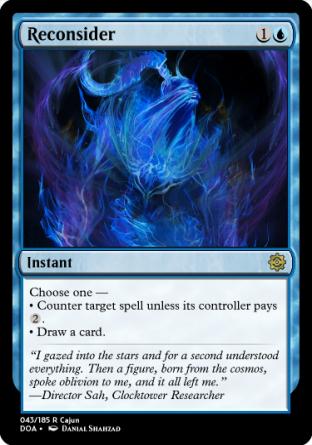 Reconsider 1
Instant
Choose one —
• Counter target spell unless its controller pays
2.
• Draw a card.
“I gazed into the stars and for a second understood
everything. Then a figure, born from the cosmos,
spoke oblivion to me, and it all left me.”
—Director Sah, Clocktower Researcher
043/185 R Cajun
DOA • Danial Shahzad